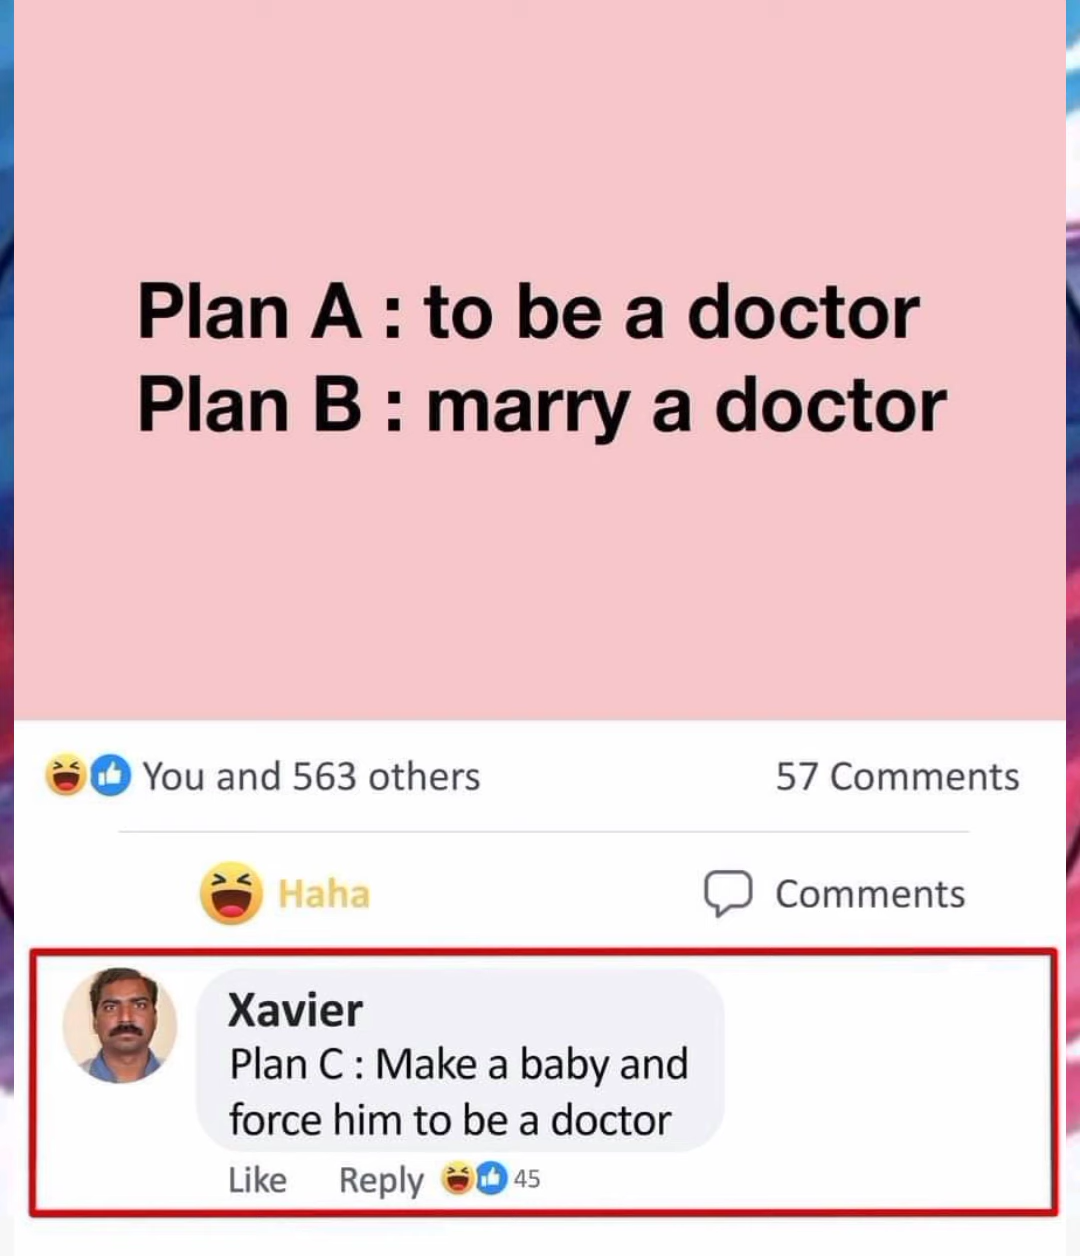 Plan A : to be a doctor
Plan B : marry a doctor
You and 563 others
57 Comments
Haha
Comments
Xavier
Plan C : Make a baby and
force him to be a doctor
Like Reply 45